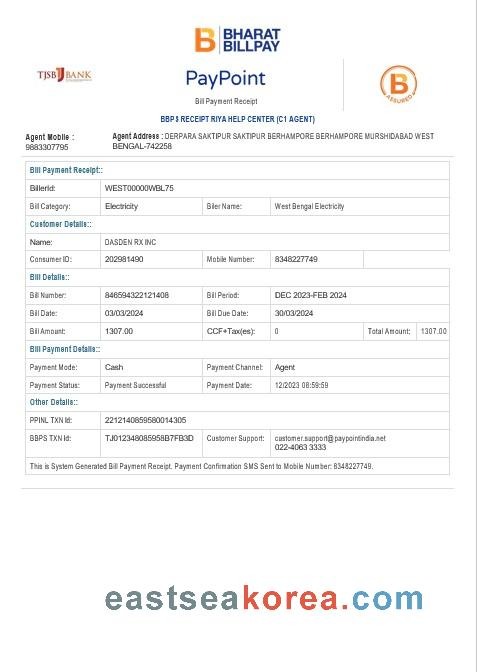 BHARAT
BILLPAY
TJSB BANK
PayPoint
Bill Payment Receipt
ASSURED
BBPS RECEIPT RIYA HELP CENTER (C1 AGENT)
Agent Mobile :
9883307795
Agent Address : DERPARA SAKTIPUR SAKTIPUR BERHAMPORE BERHAMPORE MURSHIDABAD WEST
BENGAL-742258
Bill Payment Receipt::
BillerId: WEST00000WBL75
Bill Category: Electricity Biler Name: West Bengal Electricity
Customer Details::
Name: DASDEN RX INC
Consumer ID: 202981490 Mobile Number: 8348227749
Bill Details::
Bill Number: 846594322121408 Bill Period: DEC 2023-FEB 2024
Bill Date: 03/03/2024 Bill Due Date: 30/03/2024
Bill Amount: 1307.00 CCF+Tax(es): 0 Total Amount: 1307.00
Bill Payment Details::
Payment Mode: Cash Payment Channel: Agent
Payment Status: Payment Successful Payment Date: 12/2023 08:59:59
Other Details::
PPINL TXN Id: 2212140859580014305
BBPS TXN Id: TJ012348085958B7FB3D Customer Support: customer.support@paypointindia.net
022-4063 3333
This is System Generated Bill Payment Receipt. Payment Confirmation SMS Sent to Mobile Number: 8348227749.
eastseakorea.com